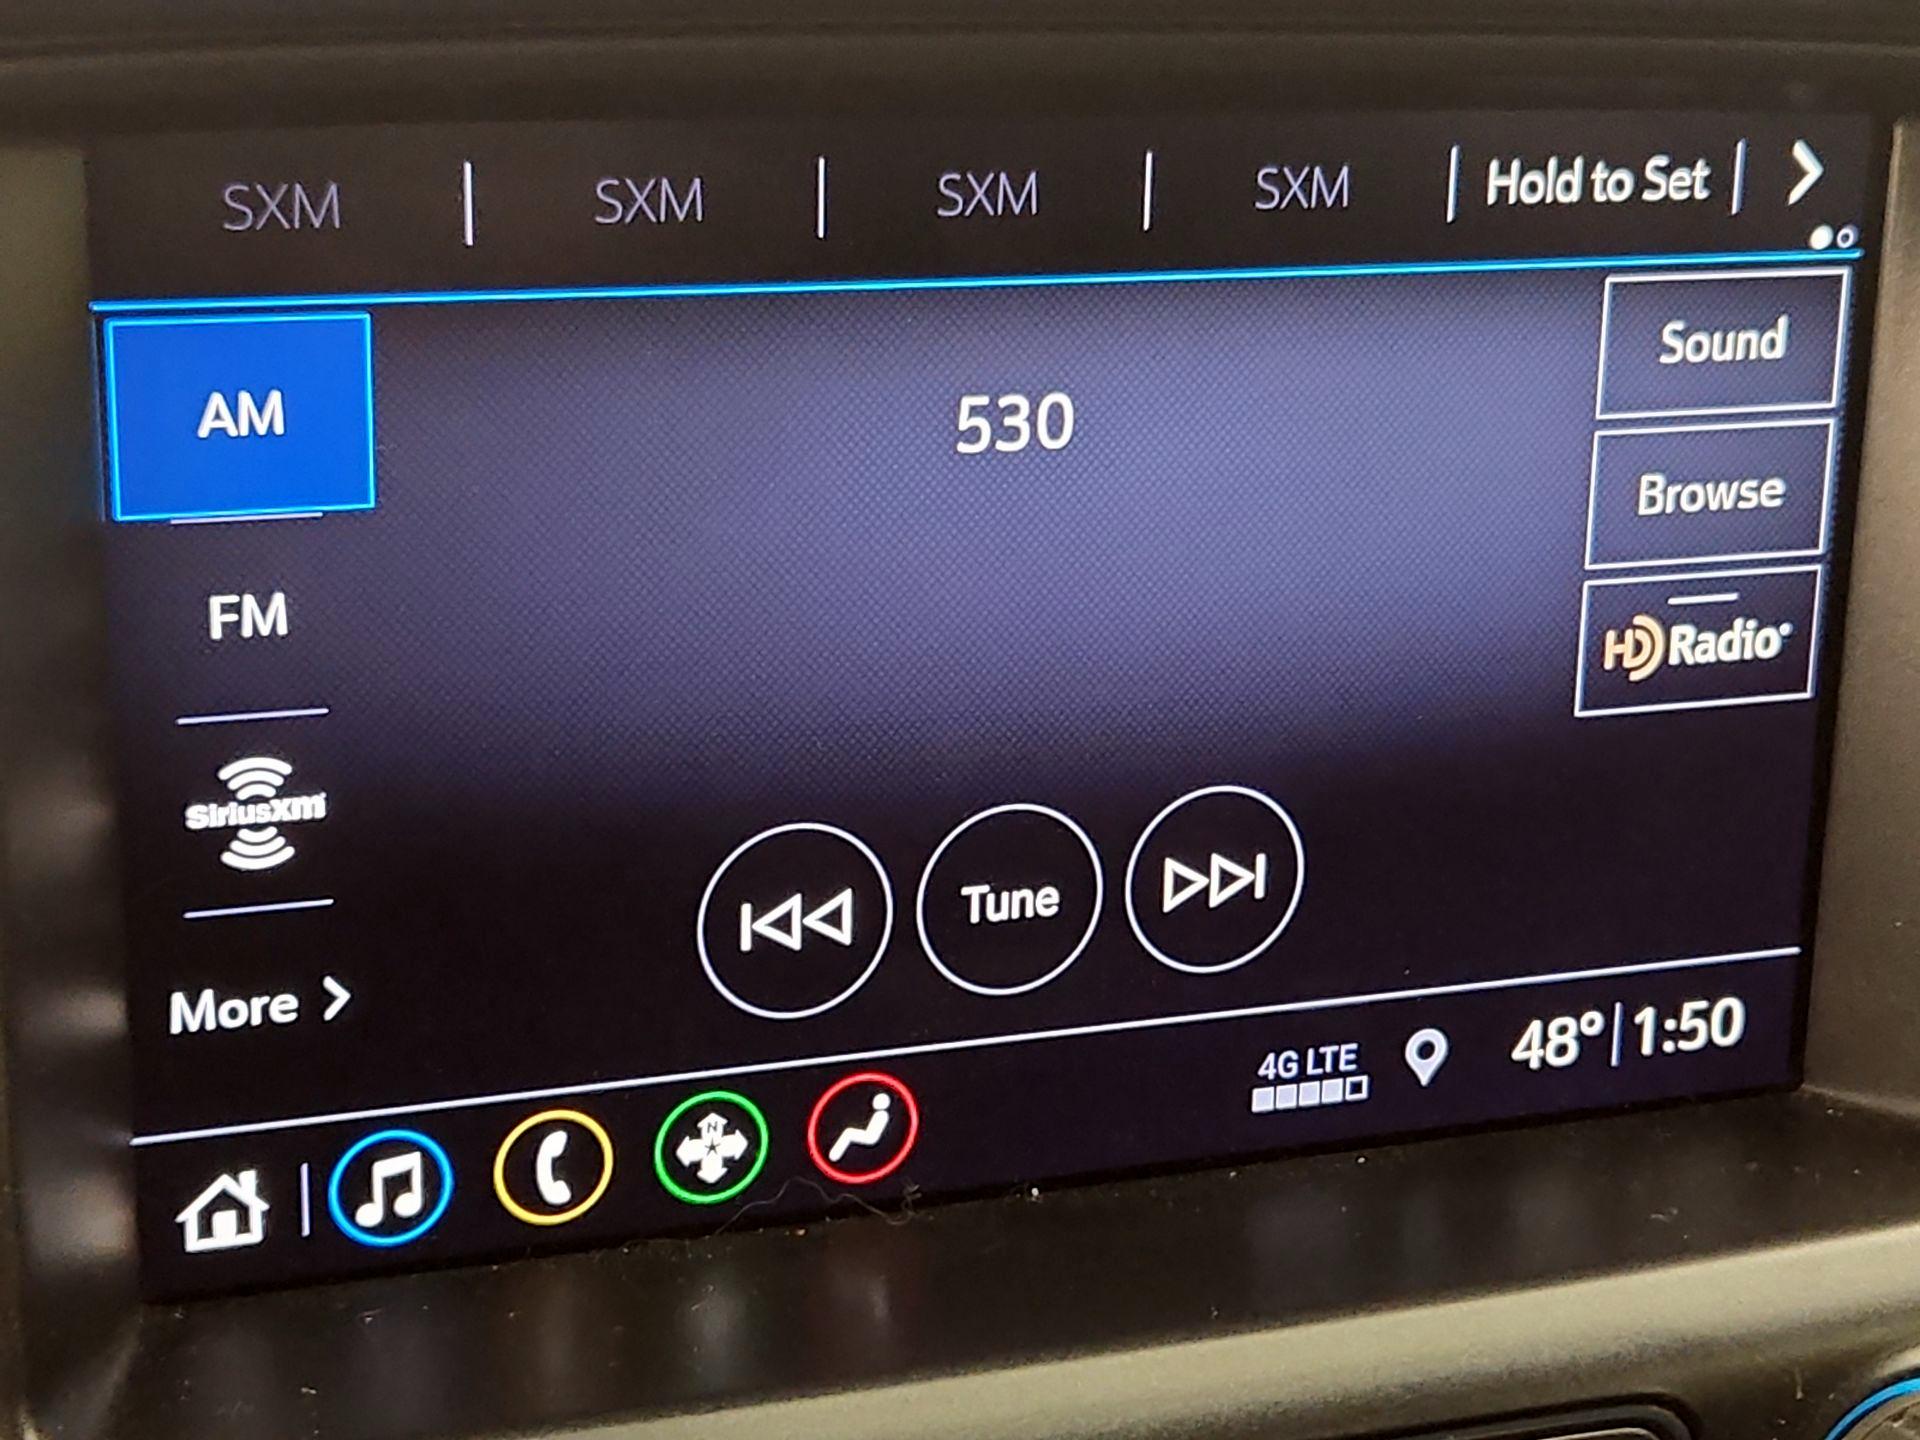 SXM | SXM | SXM | SXM | Hold to Set |
AM
530
Sound
Browse
FM
HD Radio
SiriusXM
Tune
More
4G LTE
48° | 1:50
N